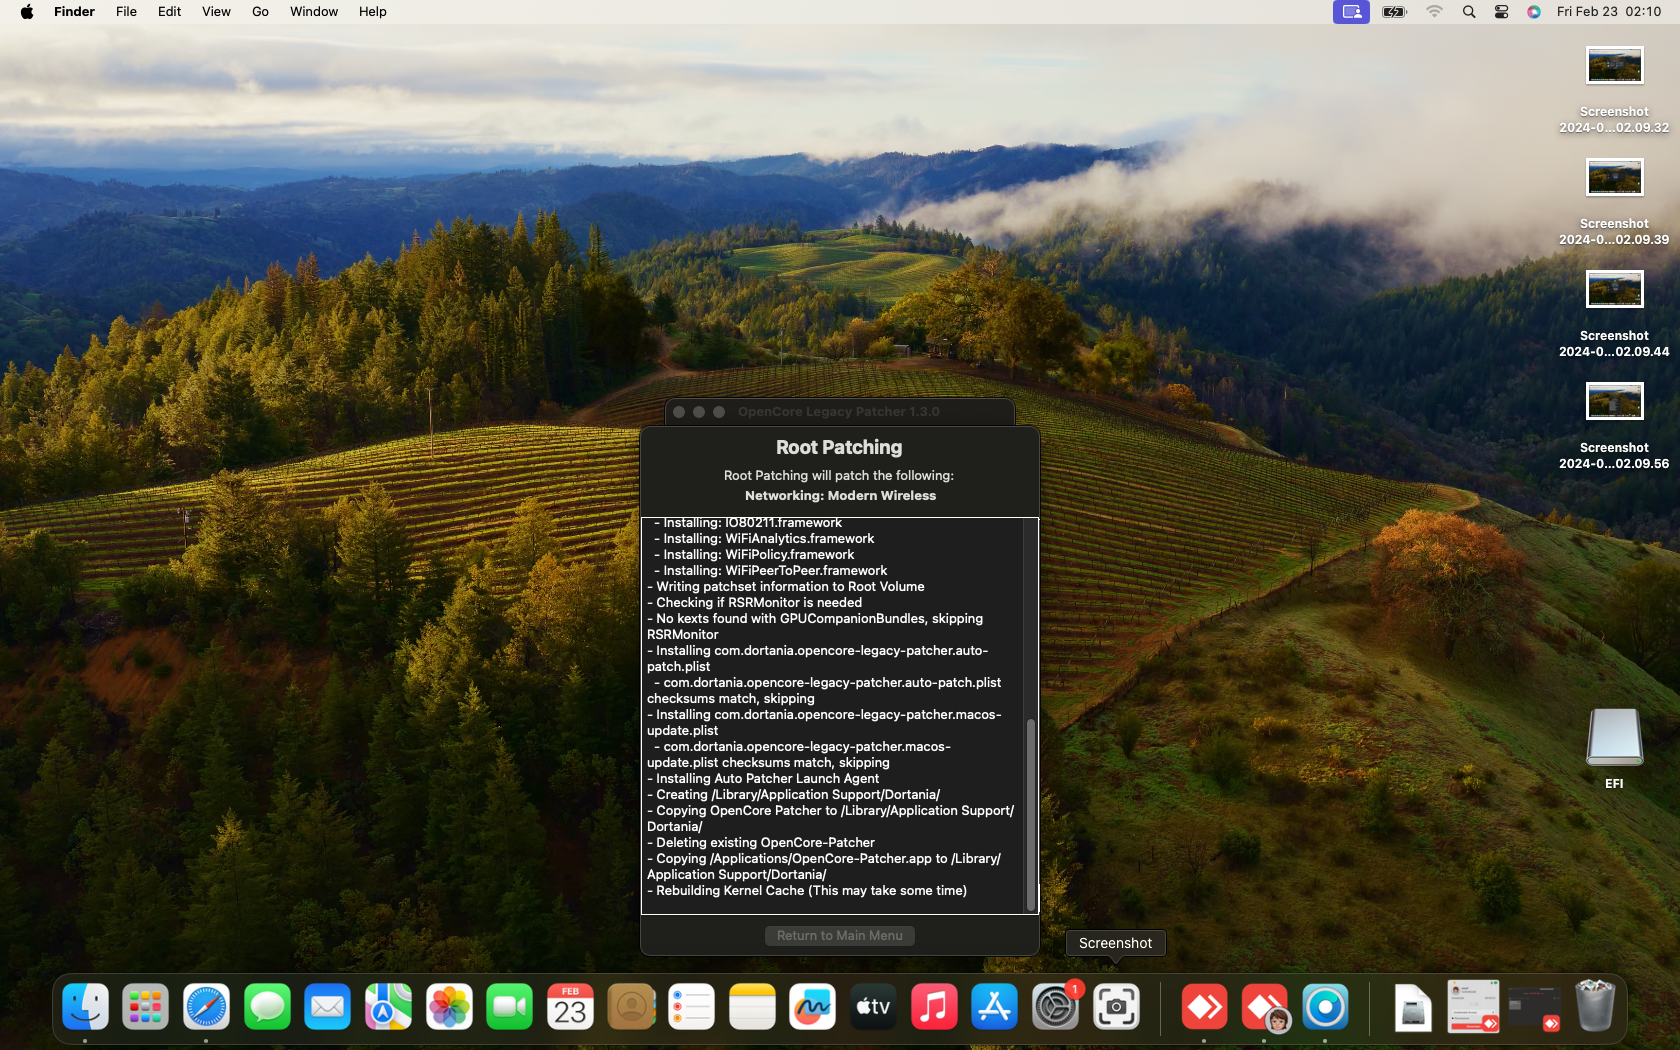 Finder File Edit View Go Window Help
Fri Feb 23 02:10
Screenshot
2024-0...02.09.32
Screenshot
2024-0...02.09.39
Screenshot
2024-0...02.09.44
Screenshot
2024-0...02.09.56
OpenCore Legacy Patcher 1.3.0
Root Patching
Root Patching will patch the following:
Networking: Modern Wireless
- Installing: IO80211.framework
- Installing: WiFiAnalytics.framework
- Installing: WiFiPolicy.framework
- Installing: WiFiPeerToPeer.framework
- Writing patchset information to Root Volume
- Checking if RSRMonitor is needed
- No kexts found with GPUCompanionBundles, skipping
RSRMonitor
- Installing com.dortania.opencore-legacy-patcher.auto-
patch.plist
- com.dortania.opencore-legacy-patcher.auto-patch.plist
checksums match, skipping
- Installing com.dortania.opencore-legacy-patcher.macos-
update.plist
- com.dortania.opencore-legacy-patcher.macos-
update.plist checksums match, skipping
- Installing Auto Patcher Launch Agent
- Creating /Library/Application Support/Dortania/
- Copying OpenCore Patcher to /Library/Application Support/
Dortania/
- Deleting existing OpenCore-Patcher
- Copying /Applications/OpenCore-Patcher.app to /Library/
Application Support/Dortania/
- Rebuilding Kernel Cache (This may take some time)
Return to Main Menu
EFI
Screenshot
FEB
23
tv
1